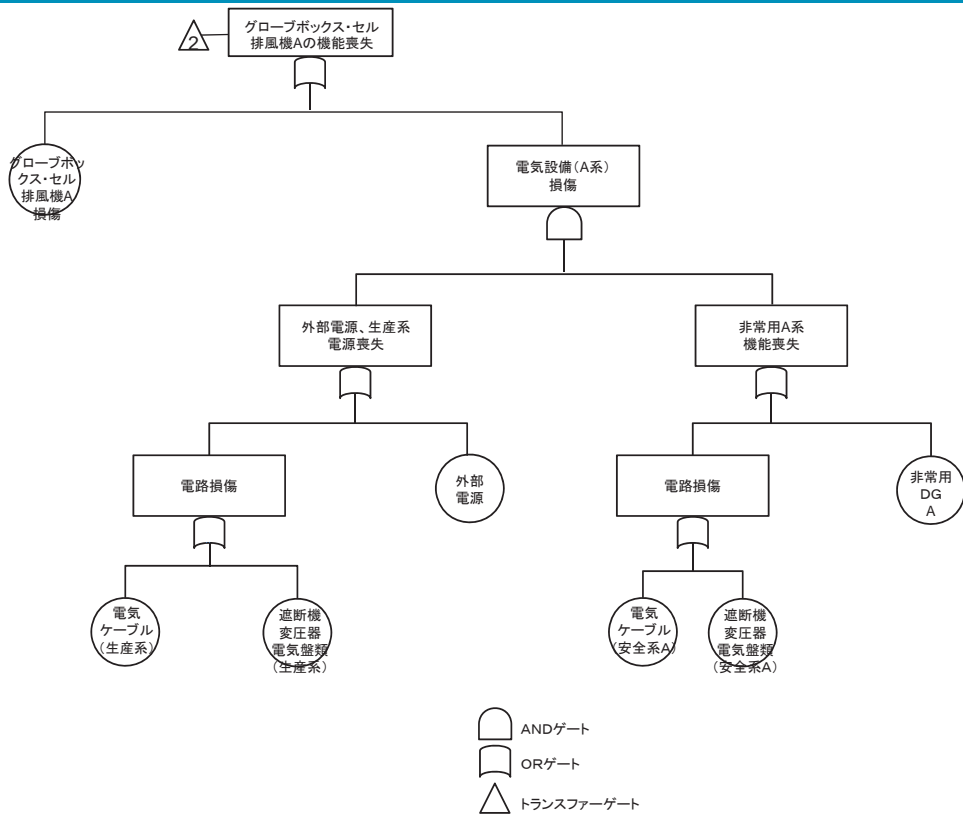 グローブボックス・セル
排風機Aの機能喪失
2
グローブボッ
クス・セル
排風機A
損傷
電気設備(A系)
損傷
外部電源、生産系
電源喪失
非常用A系
機能喪失
電路損傷
外部
電源
電路損傷
非常用
DG
A
電気
ケーブル
(生産系)
遮断機
変圧器
電気盤類
(生産系)
電気
ケーブル
(安全系A)
遮断機
変圧器
電気盤類
(安全系A)
ANDゲート
ORゲート
トランスファーゲート